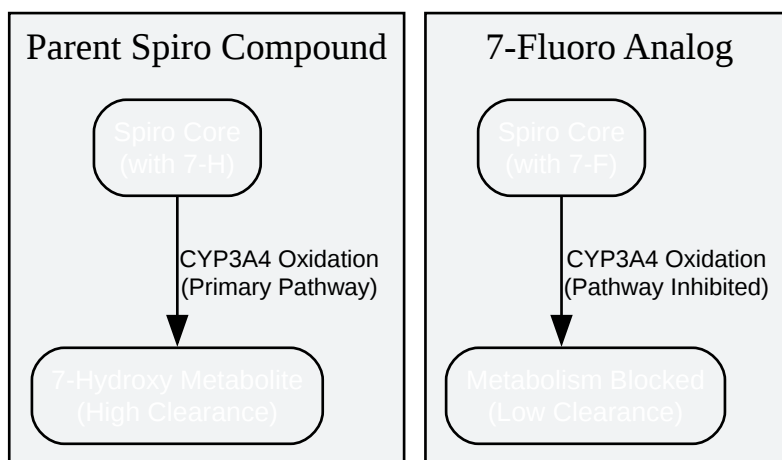 Parent Spiro Compound
Spiro Core
(with 7-H)
CYP3A4 Oxidation
(Primary Pathway)
7-Hydroxy Metabolite
(High Clearance)
7-Fluoro Analog
Spiro Core
(with 7-F)
CYP3A4 Oxidation
(Pathway Inhibited)
Metabolism Blocked
(Low Clearance)